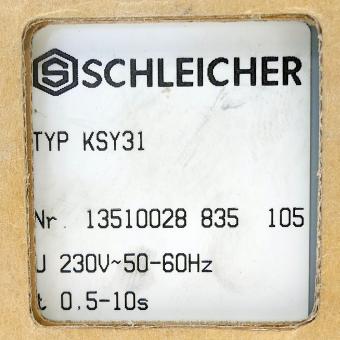 SCHLEICHER
TYP KSY31
Nr. 13510028 835 105
U 230V~50-60Hz
t 0,5-10s